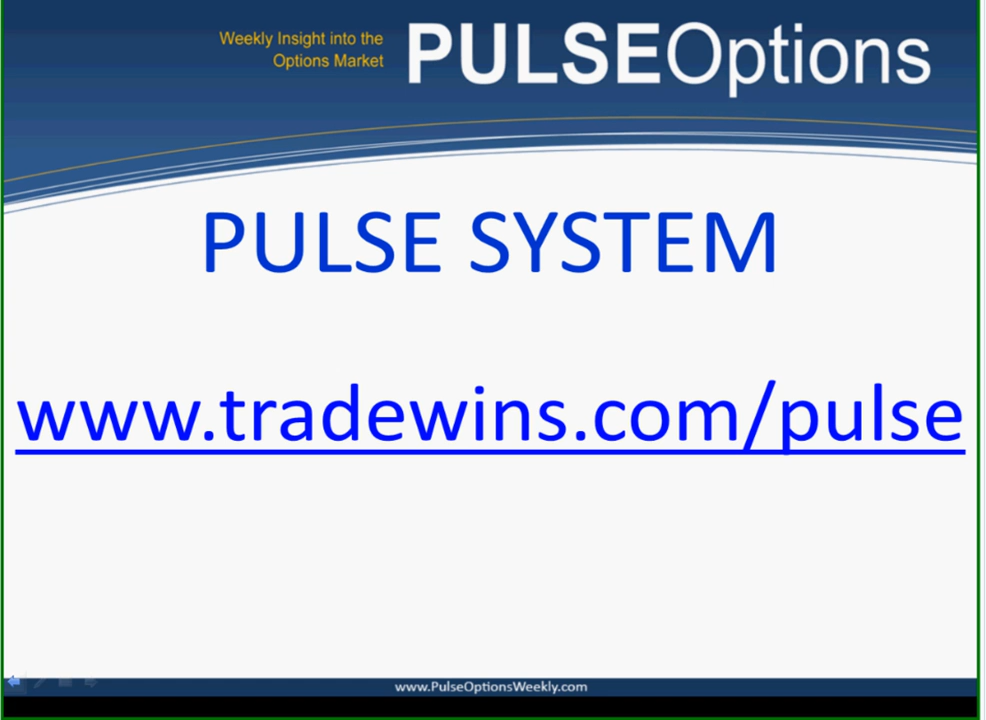 Weekly Insight into the
Options Market
PULSEOptions
PULSE SYSTEM
www.tradewins.com/pulse
www.PulseOptionsWeekly.com